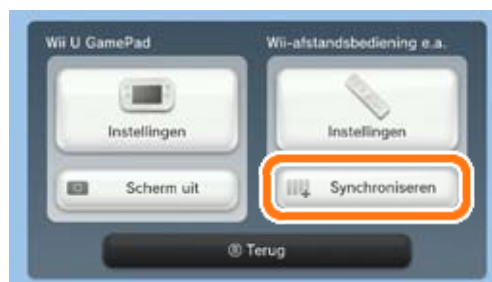 Wii U GamePad
Wii-afstandsbediening e.a.
Instellingen
Instellingen
Scherm uit
Synchroniseren
Ⓑ Terug